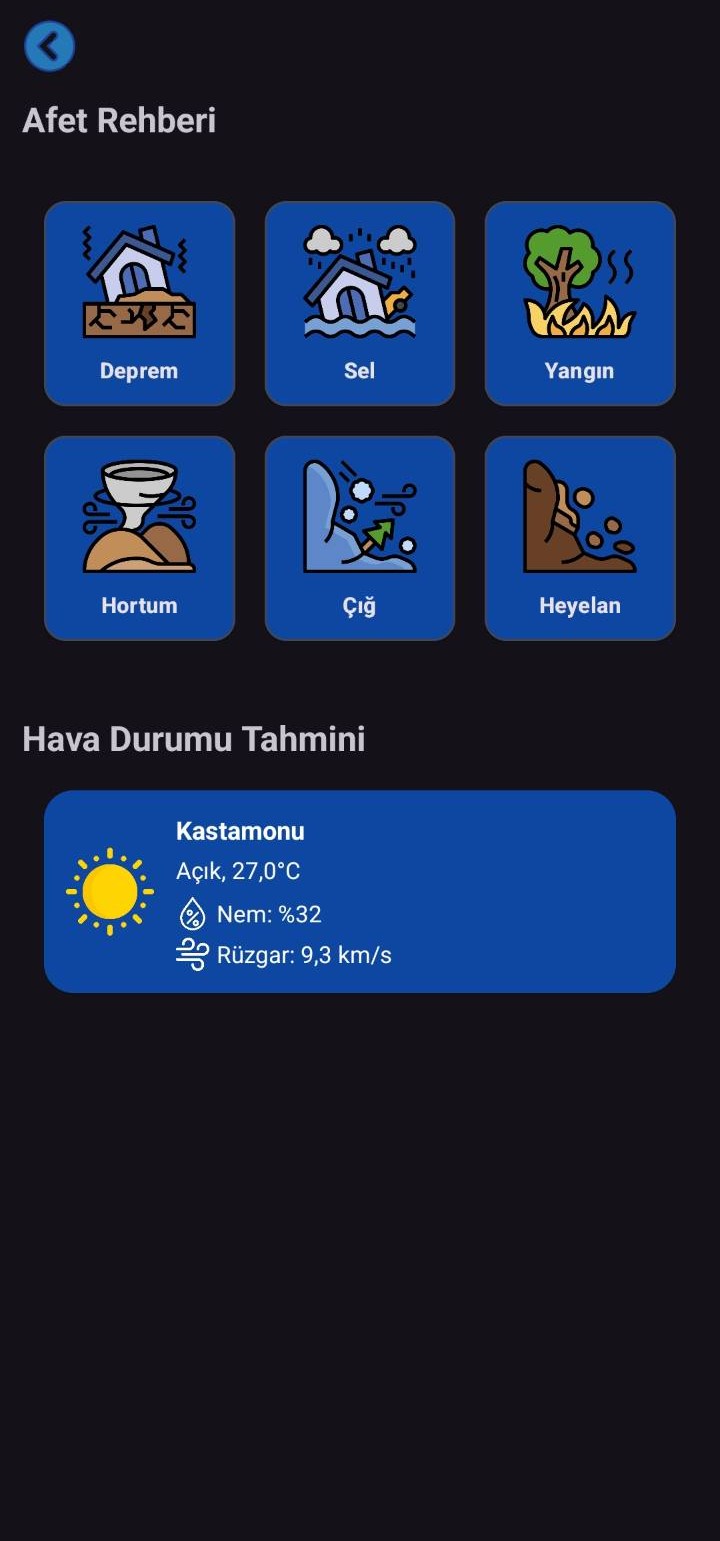 Afet Rehberi
Deprem
Sel
Yangın
Hortum
Çığ
Heyelan
Hava Durumu Tahmini
Kastamonu
Açık, 27,0°C
Nem: %32
Rüzgar: 9,3 km/s